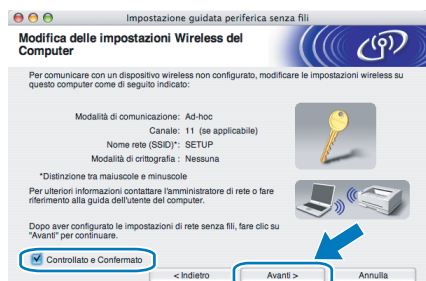 Impostazione guidata periferica senza fili
Modifica delle impostazioni Wireless del
Computer
Per comunicare con un dispositivo wireless non configurato, modificare le impostazioni wireless su
questo computer come di seguito indicato:
Modalità di comunicazione: Ad-hoc
Canale: 11 (se applicabile)
Nome rete (SSID)*: SETUP
Modalità di crittografia : Nessuna
*Distinzione tra maiuscole e minuscole
Per ulteriori informazioni contattare l'amministratore di rete o fare
riferimento alla guida dell'utente del computer.
Dopo aver configurato le impostazioni di rete senza fili, fare clic su
"Avanti" per continuare.
Controllato e Confermato
< Indietro
Avanti >
Annulla